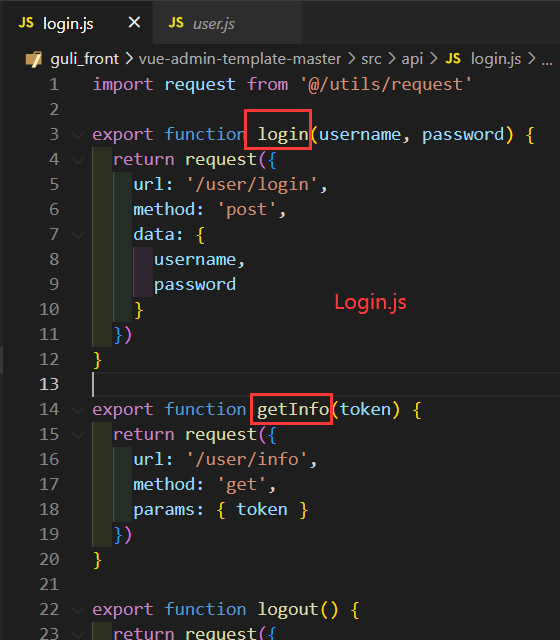 JS login.js × JS user.js
guli_front > vue-admin-template-master > src > api > JS login.js > ...
1 import request from '@/utils/request'
2
3 export function login(username, password) {
4 return request({
5 url: '/user/login',
6 method: 'post',
7 data: {
8 username,
9 password
10 }
11 })
12 }
13
14 export function getInfo(token) {
15 return request({
16 url: '/user/info',
17 method: 'get',
18 params: { token }
19 })
20 }
21
22 export function logout() {
23 return request({
Login.js